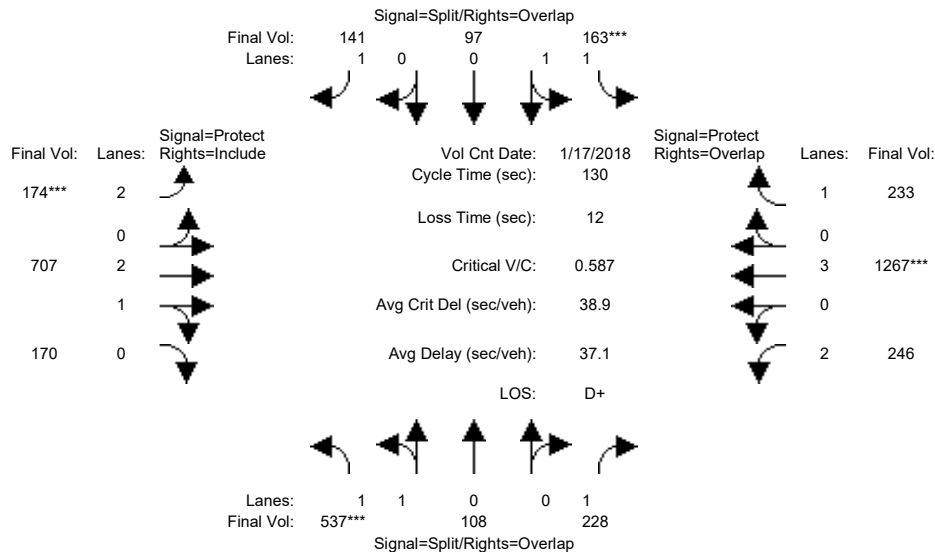 Signal=Split/Rights=Overlap
Final Vol: 141 97 163***
Lanes: 1 0 0 1 1
Signal=Protect Signal=Protect
Final Vol: Lanes: Rights=Include Vol Cnt Date: 1/17/2018 Rights=Overlap Lanes: Final Vol:
Cycle Time (sec): 130
174*** 2 1 233
Loss Time (sec): 12
0 0
707 2 Critical V/C: 0.587 3 1267***
1 Avg Crit Del (sec/veh): 38.9 0
170 0 Avg Delay (sec/veh): 37.1 2 246
LOS: D+
Lanes: 1 1 0 0 1
Final Vol: 537*** 108 228
Signal=Split/Rights=Overlap